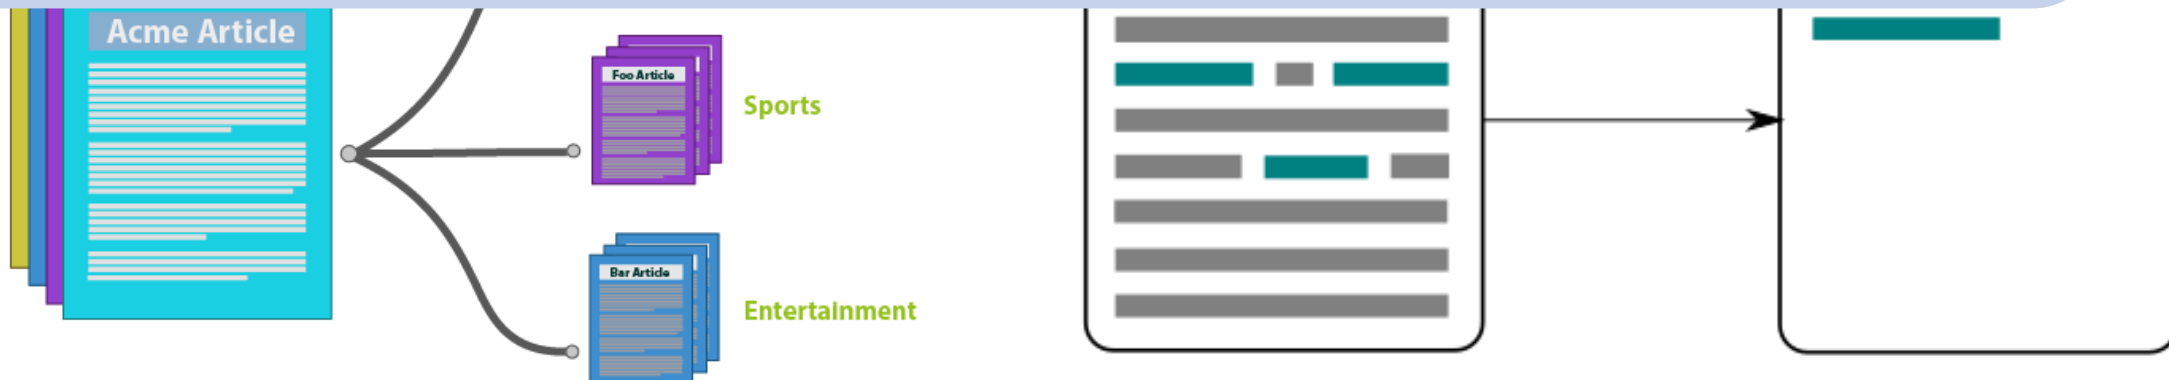 Acme Article
Foo Article
Sports
Bar Article
Entertainment